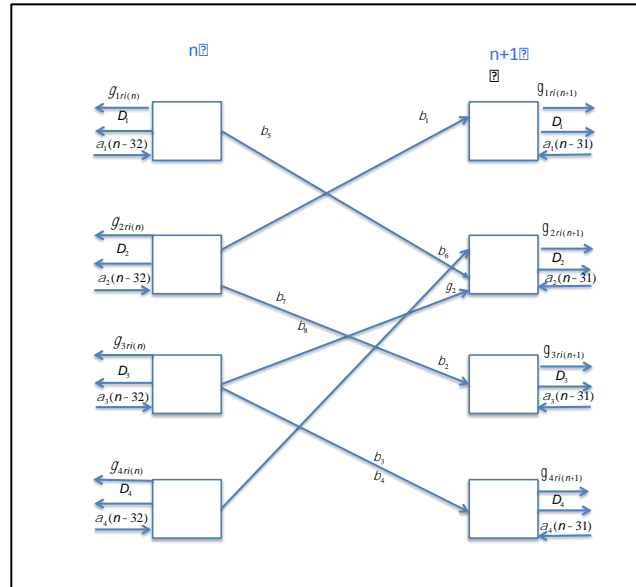 n⍰
n+1⍰
⍰
g1ri(n)
D1
a1(n-32)
b5
b1
g1ri(n+1)
D1
a1(n-31)
g2ri(n)
D2
a2(n-32)
b7
b8
b6
g2
g2ri(n+1)
D2
a2(n-31)
g3ri(n)
D3
a3(n-32)
b2
g3ri(n+1)
D3
a3(n-31)
b3
b4
g4ri(n)
D4
a4(n-32)
g4ri(n+1)
D4
a4(n-31)